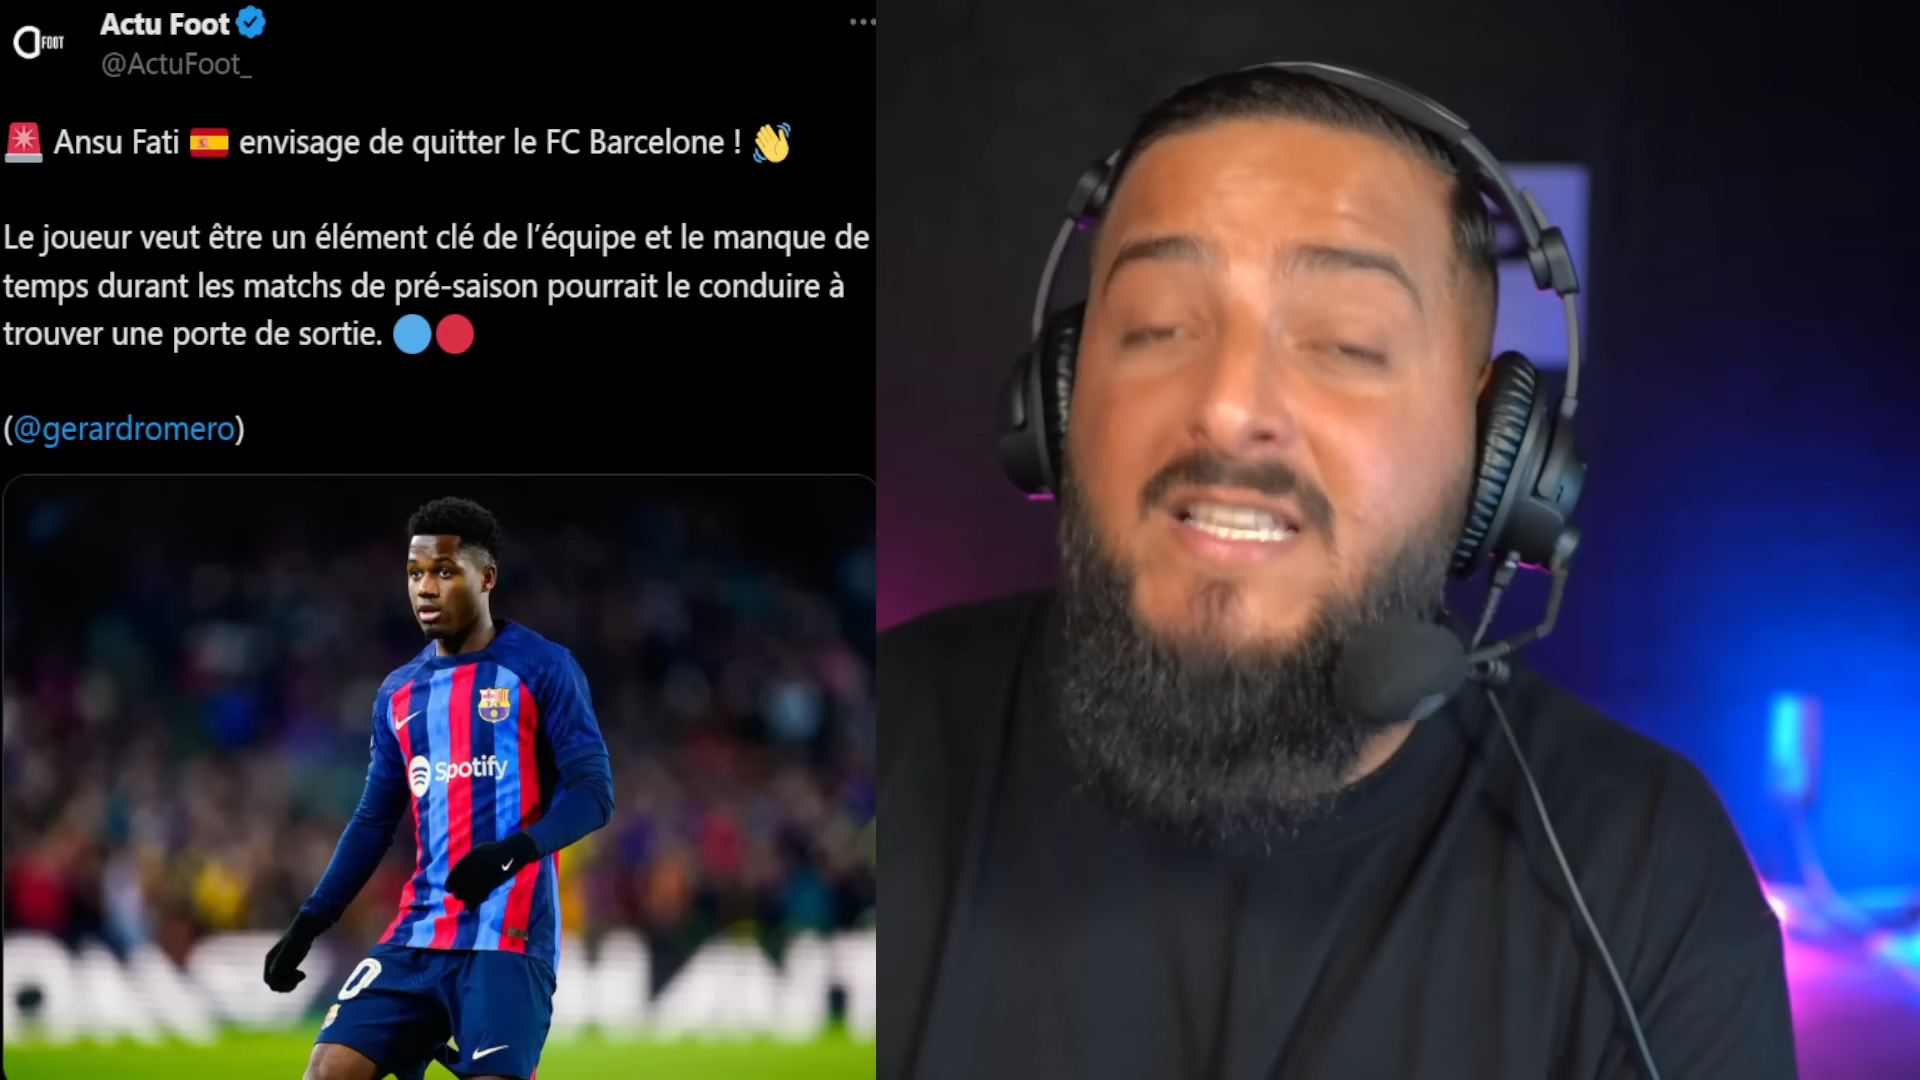 Actu Foot
FOOT
@ActuFoot_
Ansu Fati envisage de quitter le FC Barcelone !
Le joueur veut être un élément clé de l’équipe et le manque de
temps durant les matchs de pré-saison pourrait le conduire à
trouver une porte de sortie.
(@gerardromero)
Spotify
0